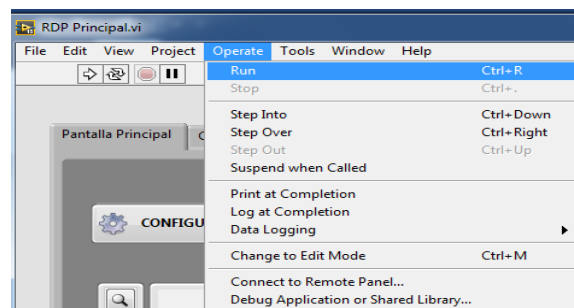 RDP Principal.vi
File Edit View Project Operate Tools Window Help
Run Ctrl+R
Stop Ctrl+.
Step Into Ctrl+Down
Step Over Ctrl+Right
Step Out Ctrl+Up
Suspend when Called
Print at Completion
Log at Completion
Data Logging
Change to Edit Mode Ctrl+M
Connect to Remote Panel...
Debug Application or Shared Library...
Pantalla Principal
CONFIGU